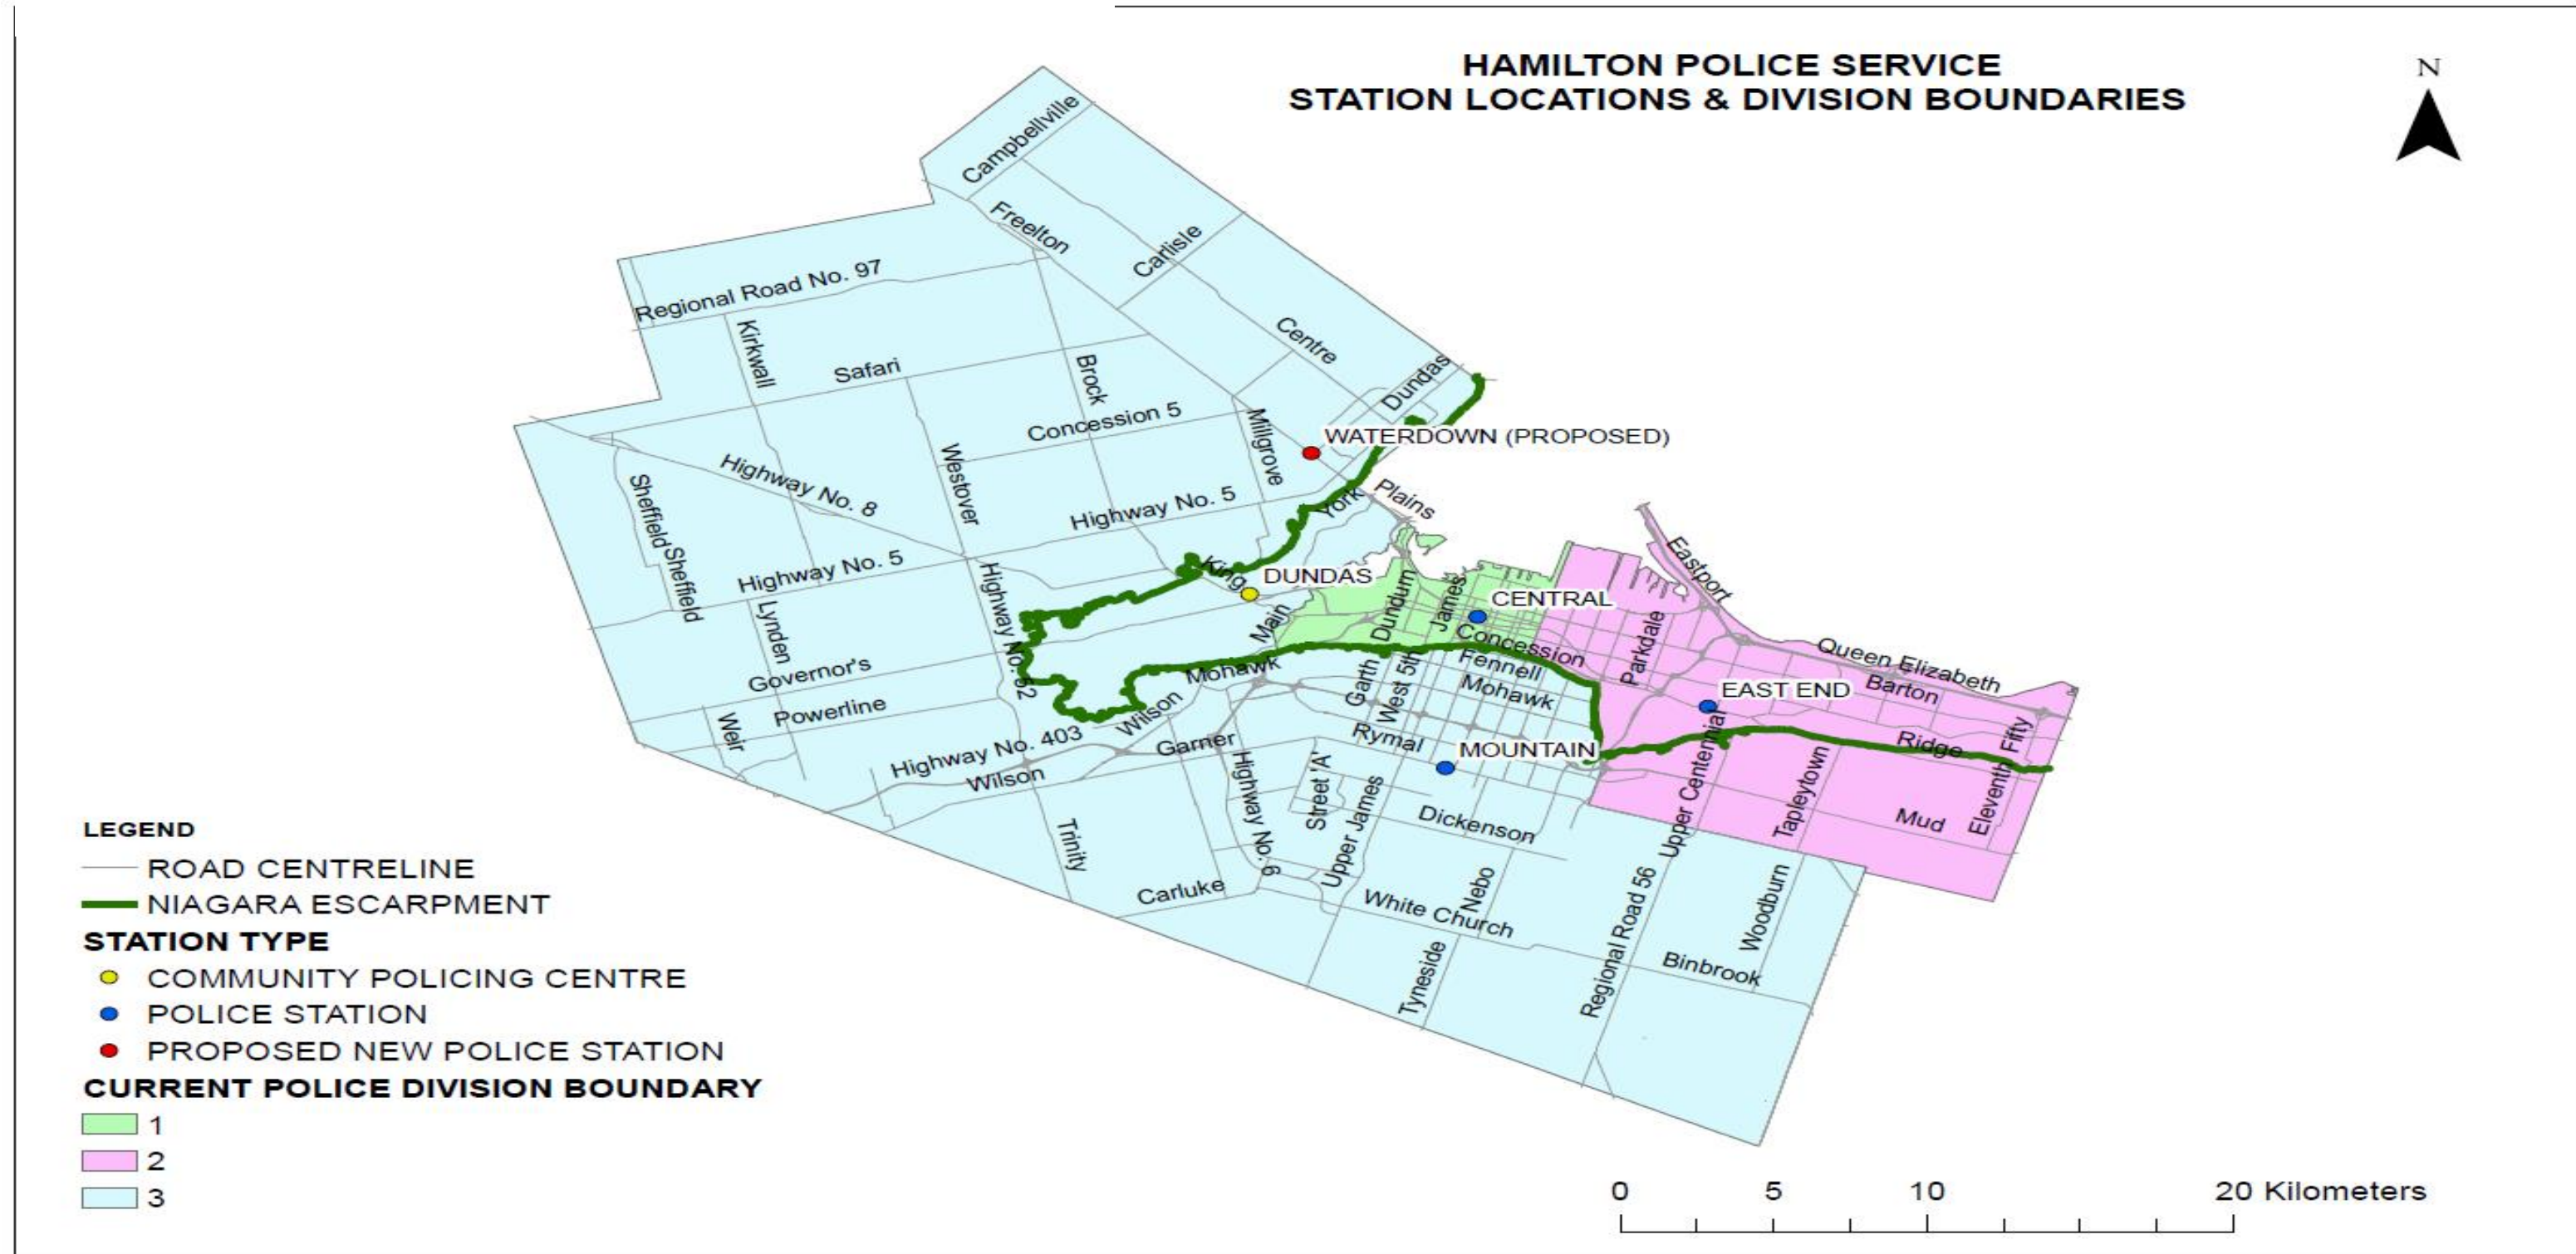 HAMILTON POLICE SERVICE
STATION LOCATIONS & DIVISION BOUNDARIES
N
Campbellville
Freelton
Carlisle
Regional Road No. 97
Kirkwall
Centre
Safari
Brock
Dundas
Concession 5
Millgrove
WATERDOWN (PROPOSED)
Highway No. 8
Westover
Sheffield
Highway No. 5
York
Plains
Sheffield
Highway No. 5
King
DUNDAS
Eastport
Highway No. 52
Lynden
Main
Dundurn
James
CENTRAL
Concession
Parkdale
Queen Elizabeth
Governor's
Mohawk
Garth
West 5th
Fennell
Mohawk
EAST END
Barton
Powerline
Weir
Wilson
Highway No. 403
Garner
Rymal
MOUNTAIN
Upper Centennial
Ridge
Fifty
Wilson
Highway No. 6
Street 'A'
Upper James
Dickenson
Tapleytown
Mud
Eleventh
Trinity
Carluke
White Church
Nebo
Regional Road 56
Woodburn
Tyneside
Binbrook
LEGEND
ROAD CENTRELINE
NIAGARA ESCARPMENT
STATION TYPE
COMMUNITY POLICING CENTRE
POLICE STATION
PROPOSED NEW POLICE STATION
CURRENT POLICE DIVISION BOUNDARY
1
2
3
0 5 10 20 Kilometers